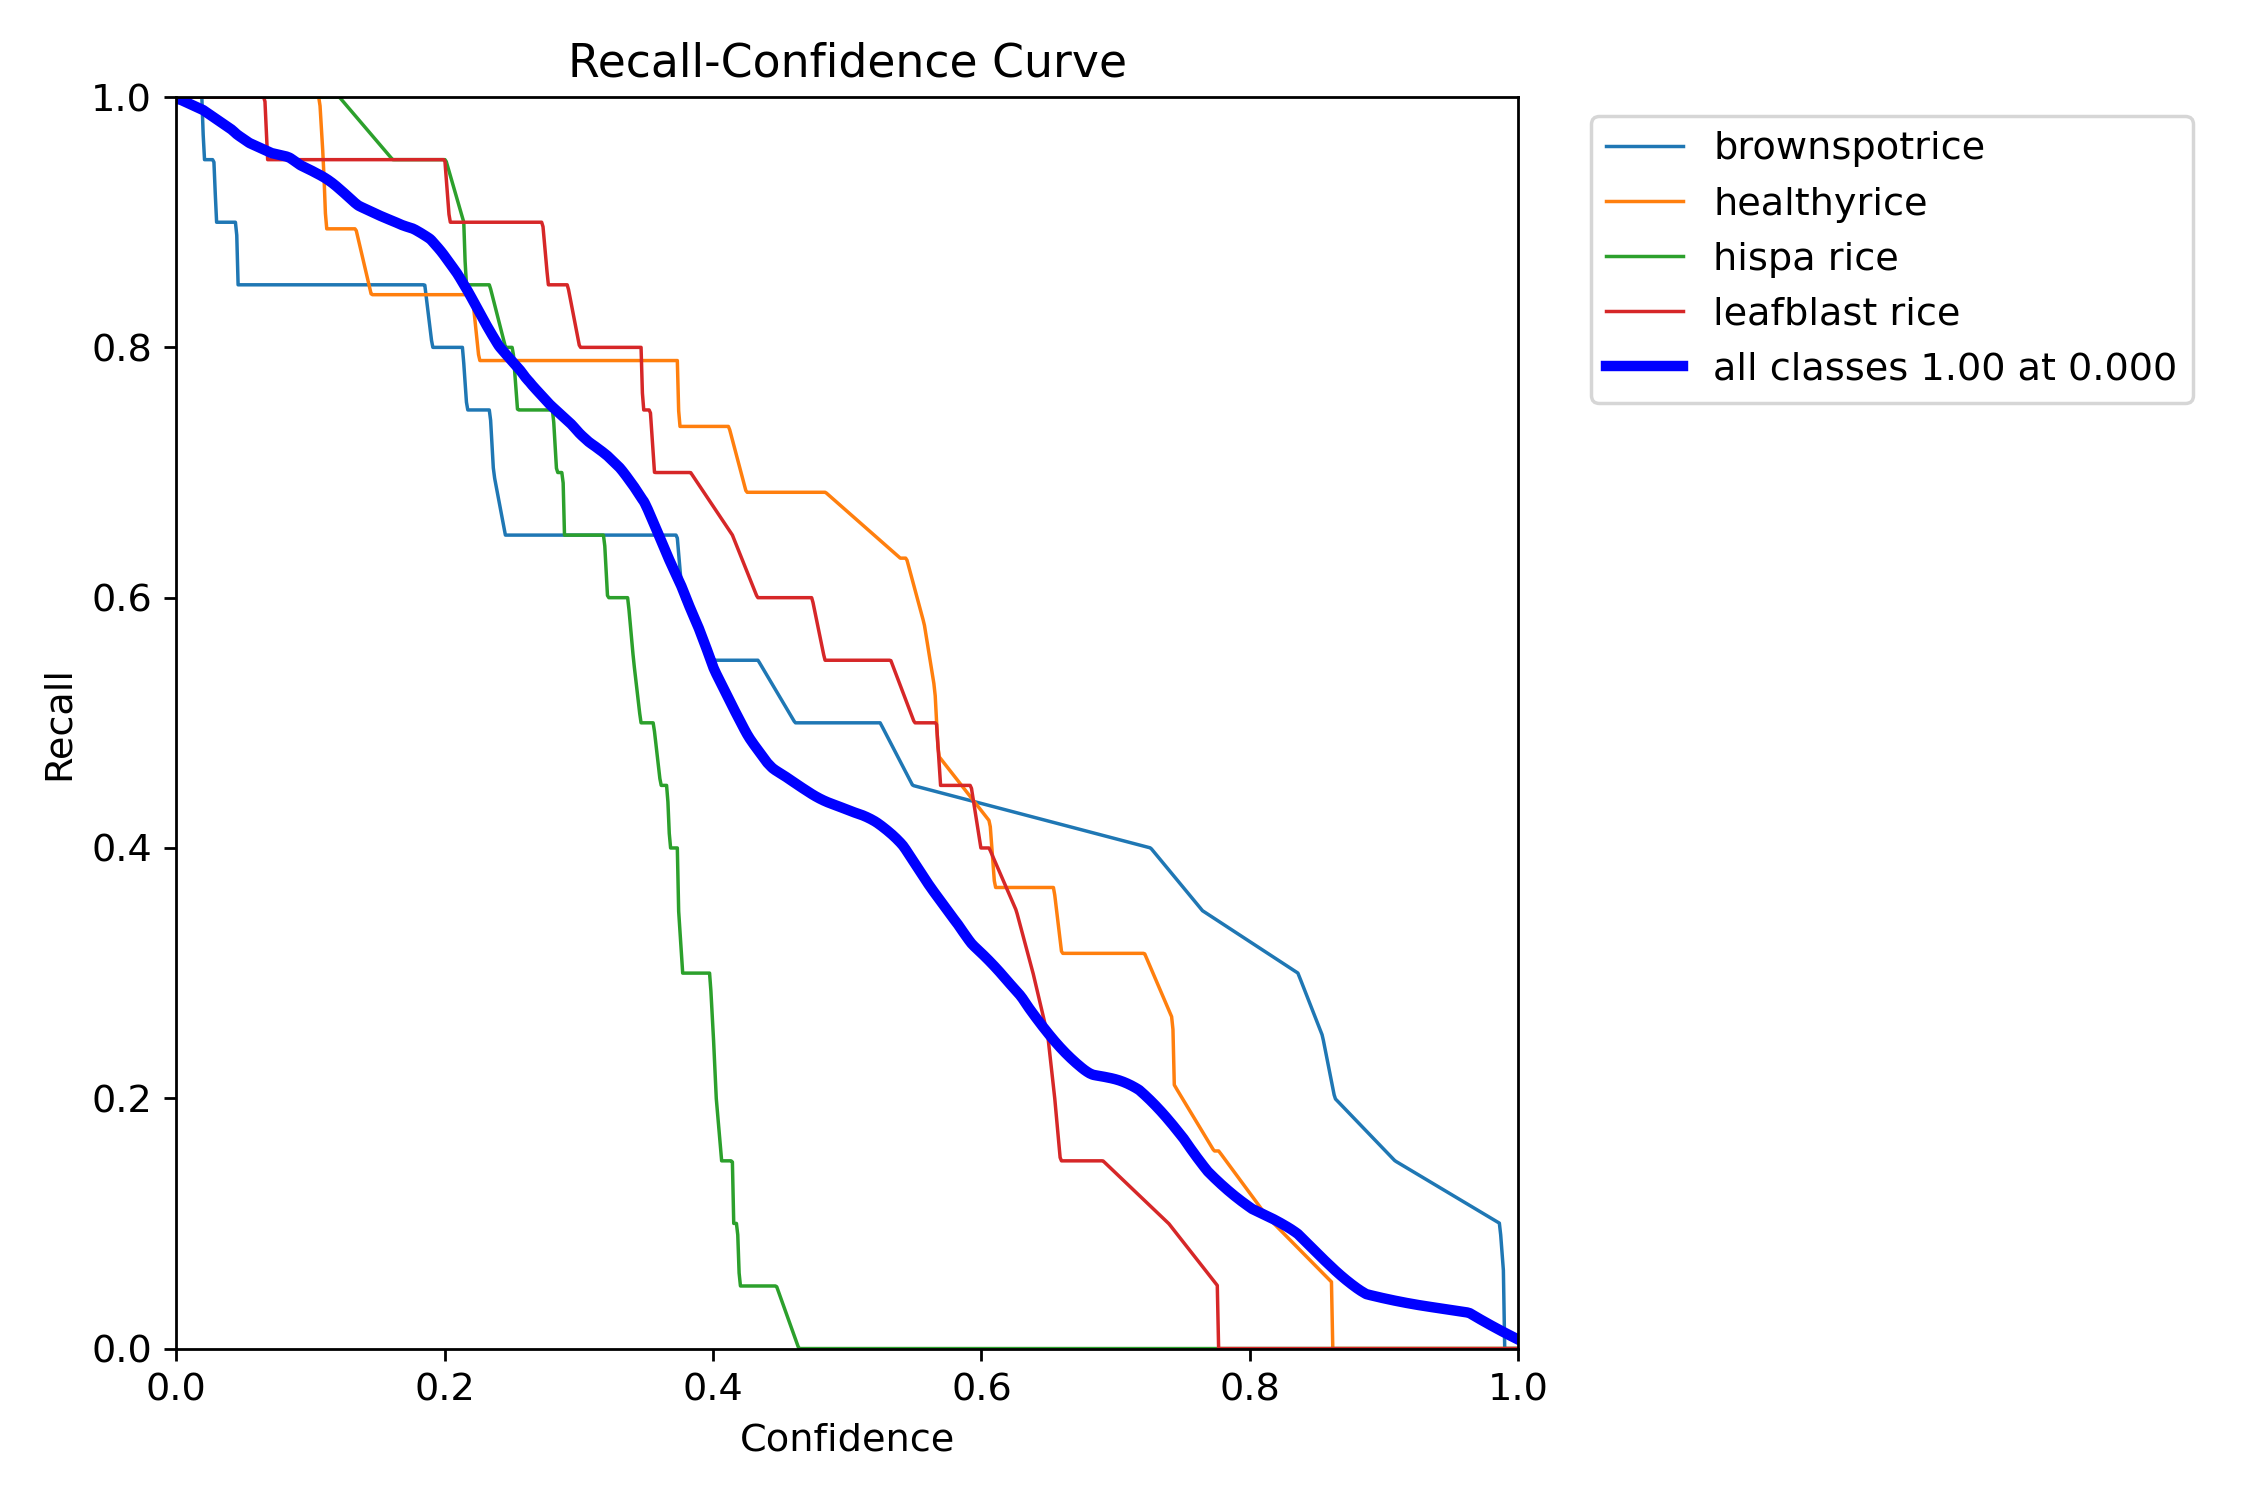 Recall-Confidence Curve
1.0
0.8
0.6
0.4
0.2
0.0
Recall
0.0 0.2 0.4 0.6 0.8 1.0
Confidence
brownspotrice
healthyrice
hispa rice
leafblast rice
all classes 1.00 at 0.000